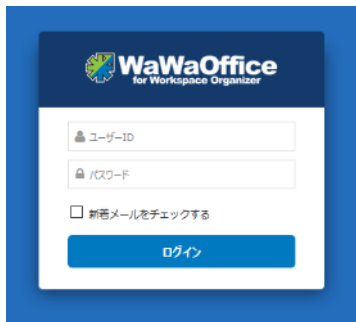 WaWaOffice
for Workspace Organizer
ユーザーID
パスワード
新着メールをチェックする
ログイン